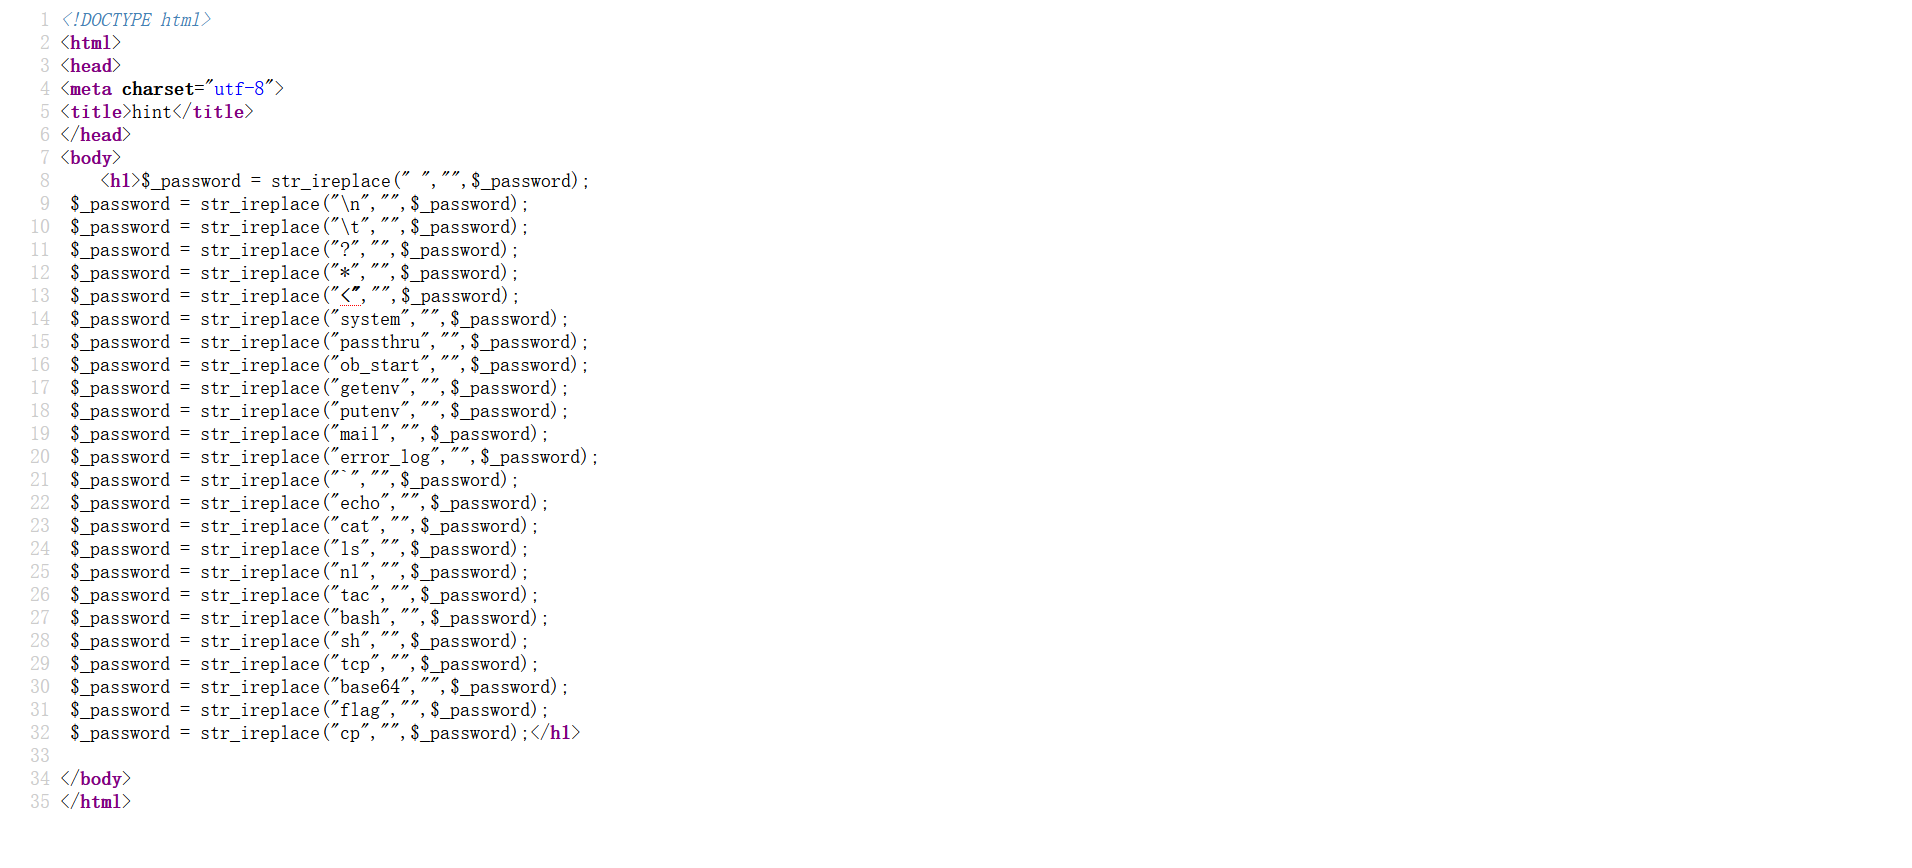 1 <!DOCTYPE html>
2 <html>
3 <head>
4 <meta charset="utf-8">
5 <title>hint</title>
6 </head>
7 <body>
8     <h1>$_password = str_ireplace(" ","",$_password);
9  $_password = str_ireplace("\n","",$_password);
10  $_password = str_ireplace("\t","",$_password);
11  $_password = str_ireplace("?","",$_password);
12  $_password = str_ireplace("*","",$_password);
13  $_password = str_ireplace("<","",$_password);
14  $_password = str_ireplace("system","",$_password);
15  $_password = str_ireplace("passthru","",$_password);
16  $_password = str_ireplace("ob_start","",$_password);
17  $_password = str_ireplace("getenv","",$_password);
18  $_password = str_ireplace("putenv","",$_password);
19  $_password = str_ireplace("mail","",$_password);
20  $_password = str_ireplace("error_log","",$_password);
21  $_password = str_ireplace("`","",$_password);
22  $_password = str_ireplace("echo","",$_password);
23  $_password = str_ireplace("cat","",$_password);
24  $_password = str_ireplace("ls","",$_password);
25  $_password = str_ireplace("nl","",$_password);
26  $_password = str_ireplace("tac","",$_password);
27  $_password = str_ireplace("bash","",$_password);
28  $_password = str_ireplace("sh","",$_password);
29  $_password = str_ireplace("tcp","",$_password);
30  $_password = str_ireplace("base64","",$_password);
31  $_password = str_ireplace("flag","",$_password);
32  $_password = str_ireplace("cp","",$_password);</h1>
33
34 </body>
35 </html>